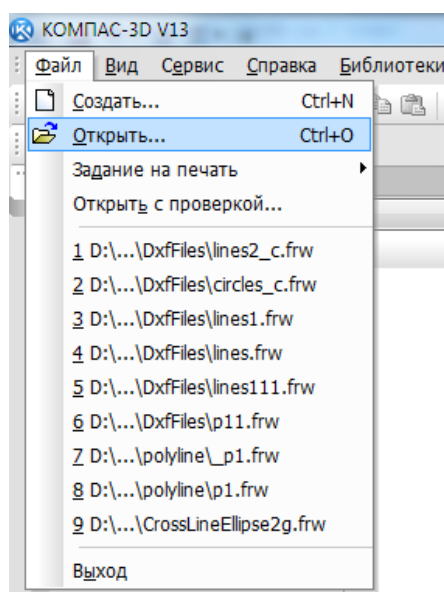 КОМПАС-3D V13
Файл Вид Сервис Справка Библиотеки
Создать... Ctrl+N
Открыть... Ctrl+O
Задание на печать
Открыть с проверкой...
1 D:\...\DxfFiles\lines2_c.frw
2 D:\...\DxfFiles\circles_c.frw
3 D:\...\DxfFiles\lines1.frw
4 D:\...\DxfFiles\lines.frw
5 D:\...\DxfFiles\lines111.frw
6 D:\...\DxfFiles\p11.frw
7 D:\...\polyline\_p1.frw
8 D:\...\polyline\p1.frw
9 D:\...\CrossLineEllipse2g.frw
Выход